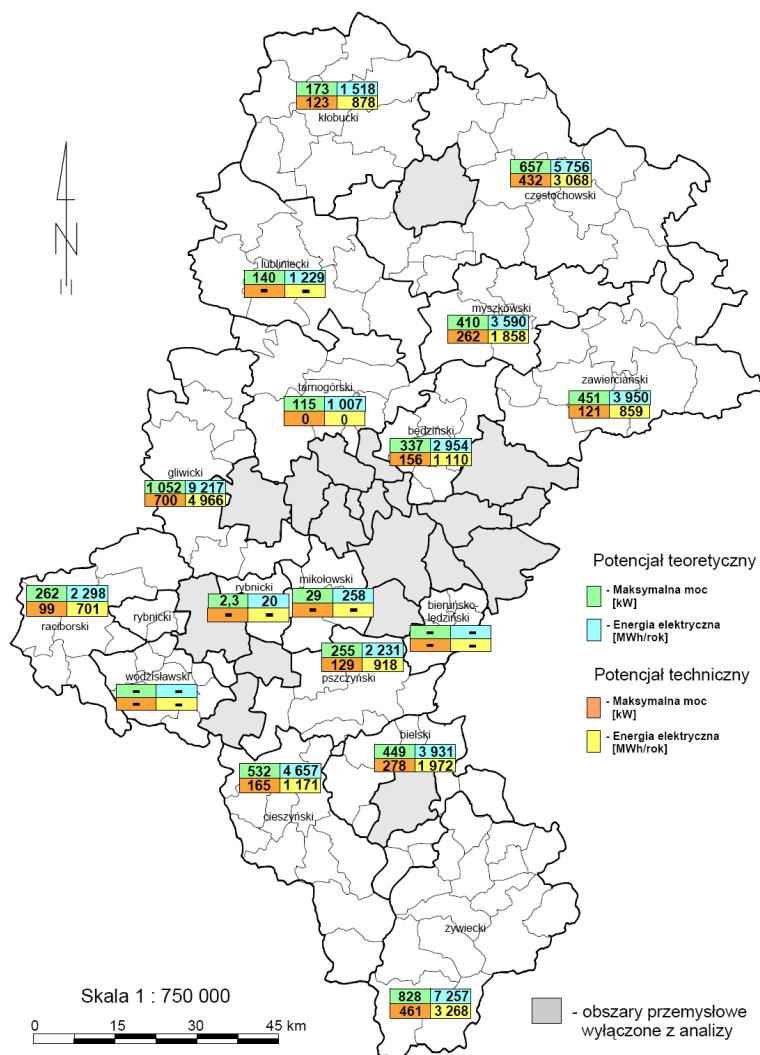 173 1 518
123 878
kłobucki
657 5 756
432 3 068
częstochowski
lubliniecki
140 1 229
- -
myszkowski
410 3 590
262 1 858
zawierciański
451 3 950
121 859
tarnogórski
115 1 007
0 0
będziński
337 2 954
156 1 110
gliwicki
1 052 9 217
700 4 966
Potencjał teoretyczny
- Maksymalna moc
[kW]
- Energia elektryczna
[MWh/rok]
262 2 298
99 701
raciborski
rybnicki
rybnicki
2,3 20
- -
mikołowski
29 258
- -
bieruńsko-
lędziński
- -
- -
255 2 231
129 918
pszczyński
wodzisławski
- -
- -
Potencjał techniczny
- Maksymalna moc
[kW]
- Energia elektryczna
[MWh/rok]
bielski
449 3 931
278 1 972
532 4 657
165 1 171
cieszyński
żywiecki
828 7 257
461 3 268
Skala 1 : 750 000
0 15 30 45 km
- obszary przemysłowe
wyłączone z analizy